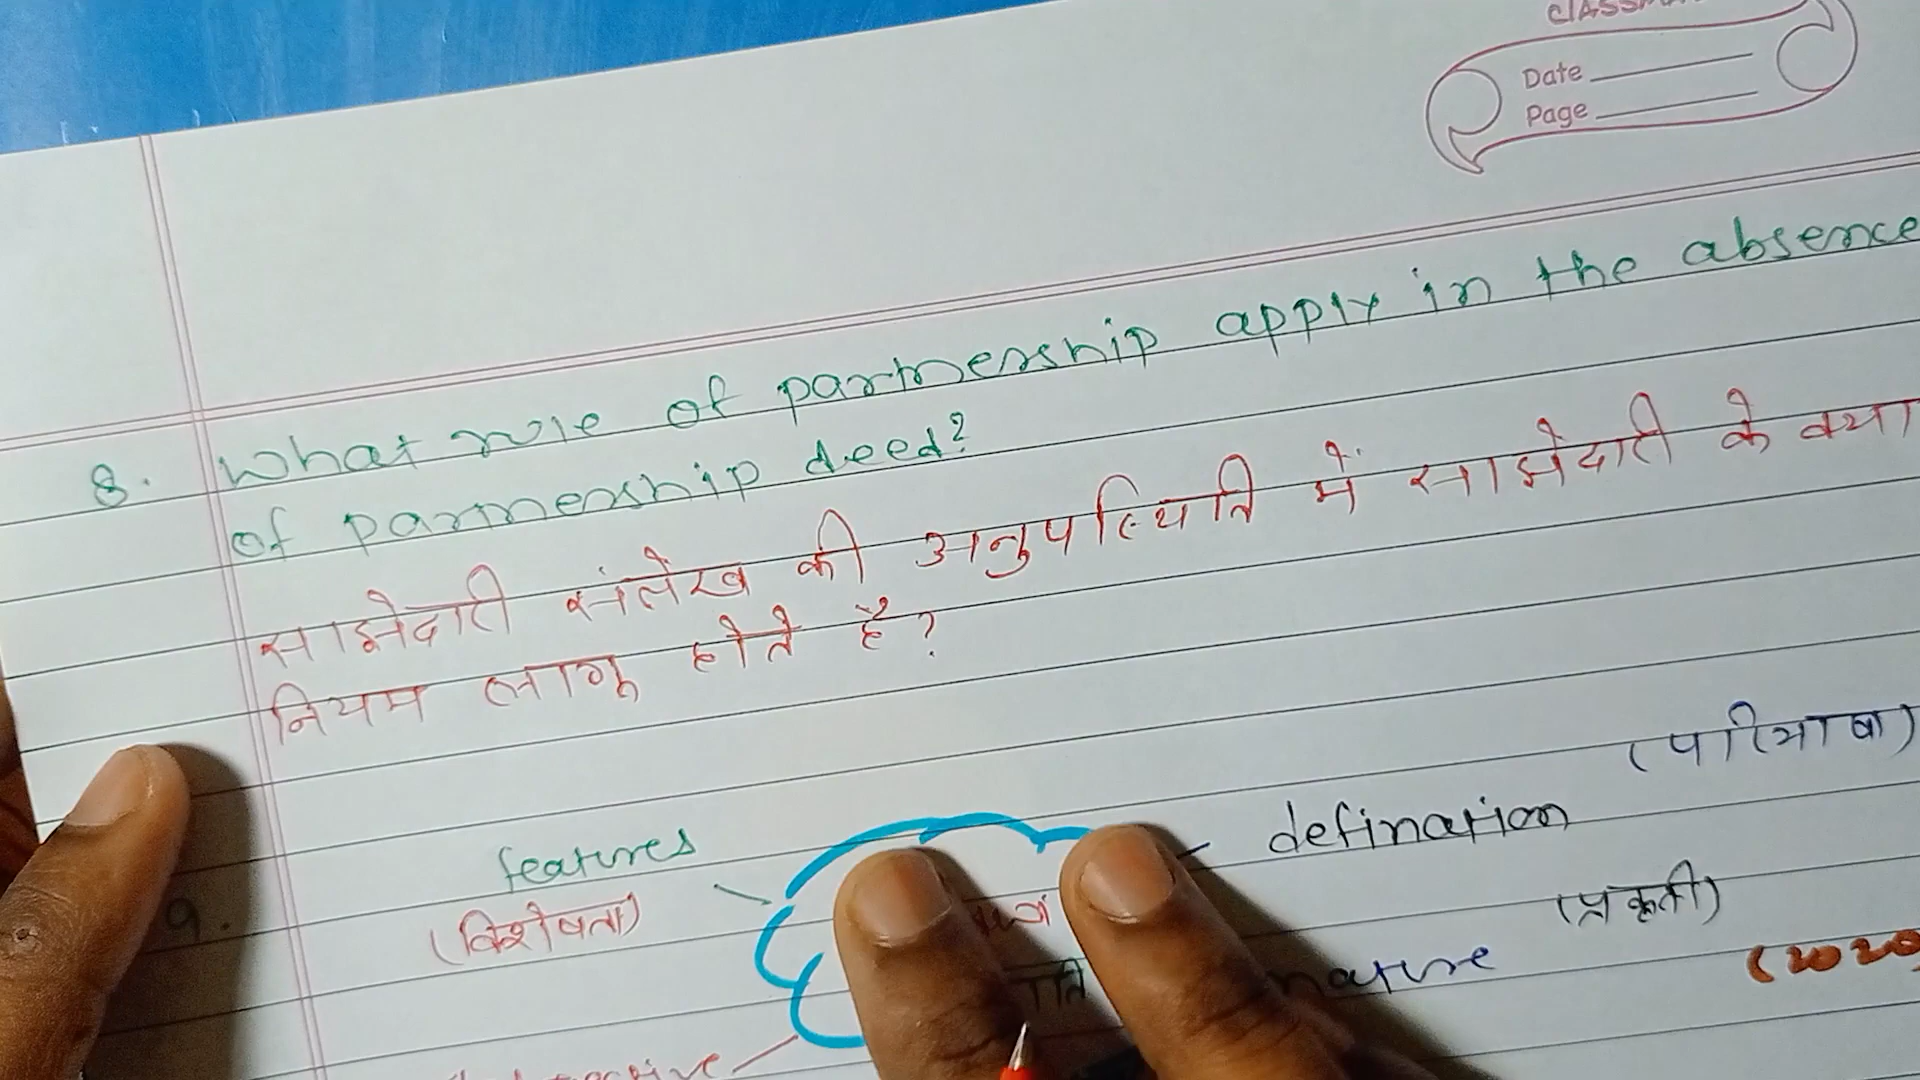 Date
Page
8. What rule of partnership apply in the absence
of partnership deed?
साझेदारी संलेख की अनुपस्थिति में साझेदारी के क्या
नियम लागू होते है?
(परिभाषा)
features
defination
9.
(विशेषता)
(प्रकृती)
nature
(2020